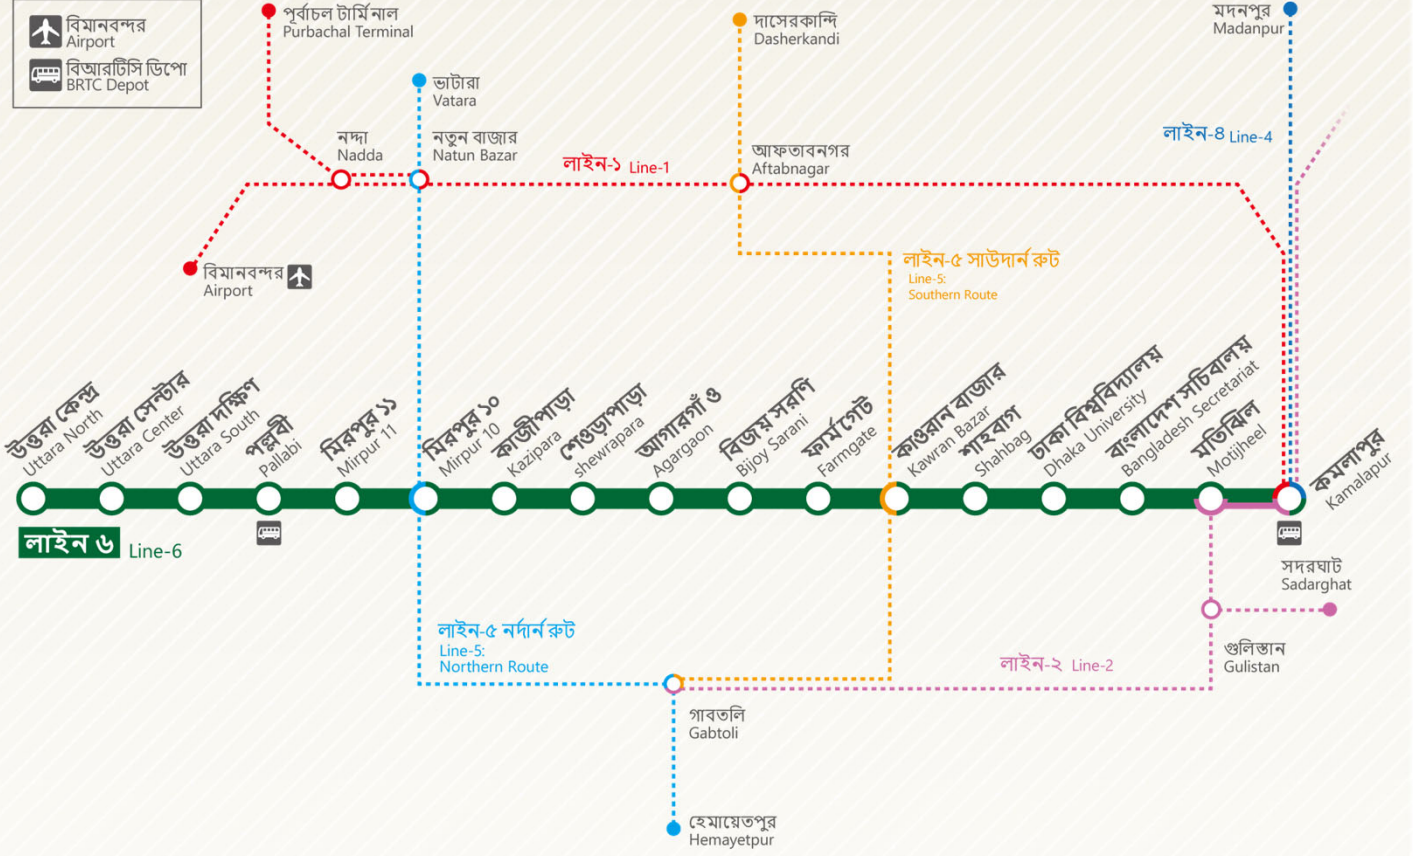 বিমানবন্দর
Airport
বিআরটিসি ডিপো
BRTC Depot
পূর্বাচল টার্মিনাল
Purbachal Terminal
দাসেরকান্দি
Dasherkandi
মদনপুর
Madanpur
ভাটারা
Vatara
নদ্দা
Nadda
নতুন বাজার
Natun Bazar
লাইন-১ Line-1
আফতাবনগর
Aftabnagar
লাইন-৪ Line-4
বিমানবন্দর
Airport
লাইন-৫ সাউদার্ন রুট
Line-5:
Southern Route
উত্তরা কেন্দ্র
Uttara North
উত্তরা সেন্টার
Uttara Center
উত্তরা দক্ষিণ
Uttara South
পল্লবী
Pallabi
মিরপুর ১১
Mirpur 11
মিরপুর ১০
Mirpur 10
কাজীপাড়া
Kazipara
শেওড়াপাড়া
shewrapara
আগারগাঁও
Agargaon
বিজয় সরণি
Bijoy Sarani
ফার্মগেট
Farmgate
কাওরান বাজার
Kawran Bazar
শাহবাগ
Shahbag
ঢাকা বিশ্ববিদ্যালয়
Dhaka University
বাংলাদেশ সচিবালয়
Bangladesh Secretariat
মতিঝিল
Motijheel
কমলাপুর
Kamalapur
লাইন ৬ Line-6
সদরঘাট
Sadarghat
লাইন-৫ নর্দার্ন রুট
Line-5:
Northern Route
লাইন-২ Line-2
গুলিস্তান
Gulistan
গাবতলি
Gabtoli
হেমায়েতপুর
Hemayetpur